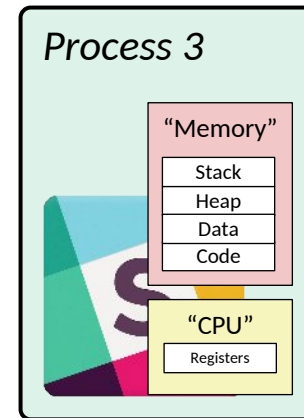 Process 3
“Memory”
Stack
Heap
Data
Code
S
“CPU”
Registers